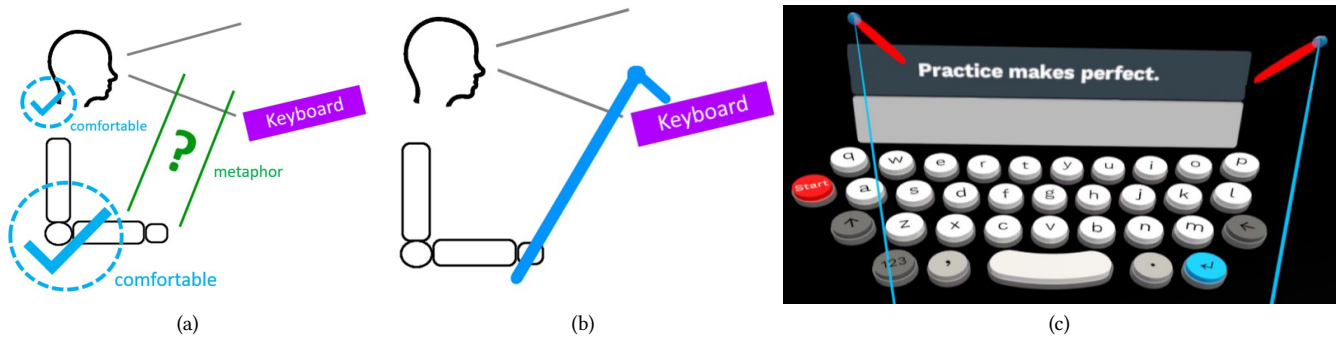 comfortable
?
Keyboard
metaphor
comfortable
(a)
Keyboard
(b)
Practice makes perfect.
q w e r t y u i o p
Start a s d f g h j k l
↑ z x c v b n m ←
123 , . ↵
(c)